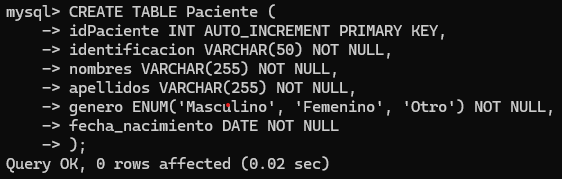 mysql> CREATE TABLE Paciente (
    -> idPaciente INT AUTO_INCREMENT PRIMARY KEY,
    -> identificacion VARCHAR(50) NOT NULL,
    -> nombres VARCHAR(255) NOT NULL,
    -> apellidos VARCHAR(255) NOT NULL,
    -> genero ENUM('Masculino', 'Femenino', 'Otro') NOT NULL,
    -> fecha_nacimiento DATE NOT NULL
    -> );
Query OK, 0 rows affected (0.02 sec)